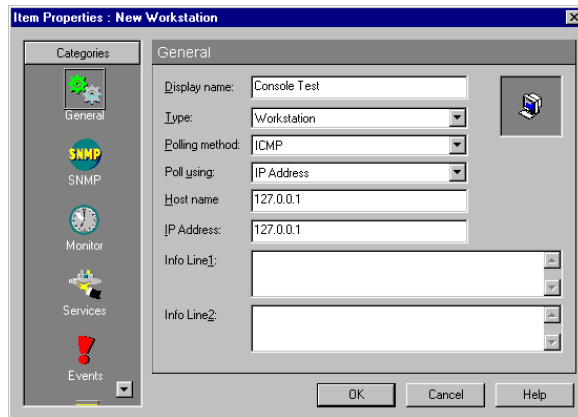 Item Properties : New Workstation
Categories
General
SNMP
SNMP
Monitor
Services
Events
General
Display name: Console Test
Type: Workstation
Polling method: ICMP
Poll using: IP Address
Host name 127.0.0.1
IP Address: 127.0.0.1
Info Line1:
Info Line2:
OK Cancel Help